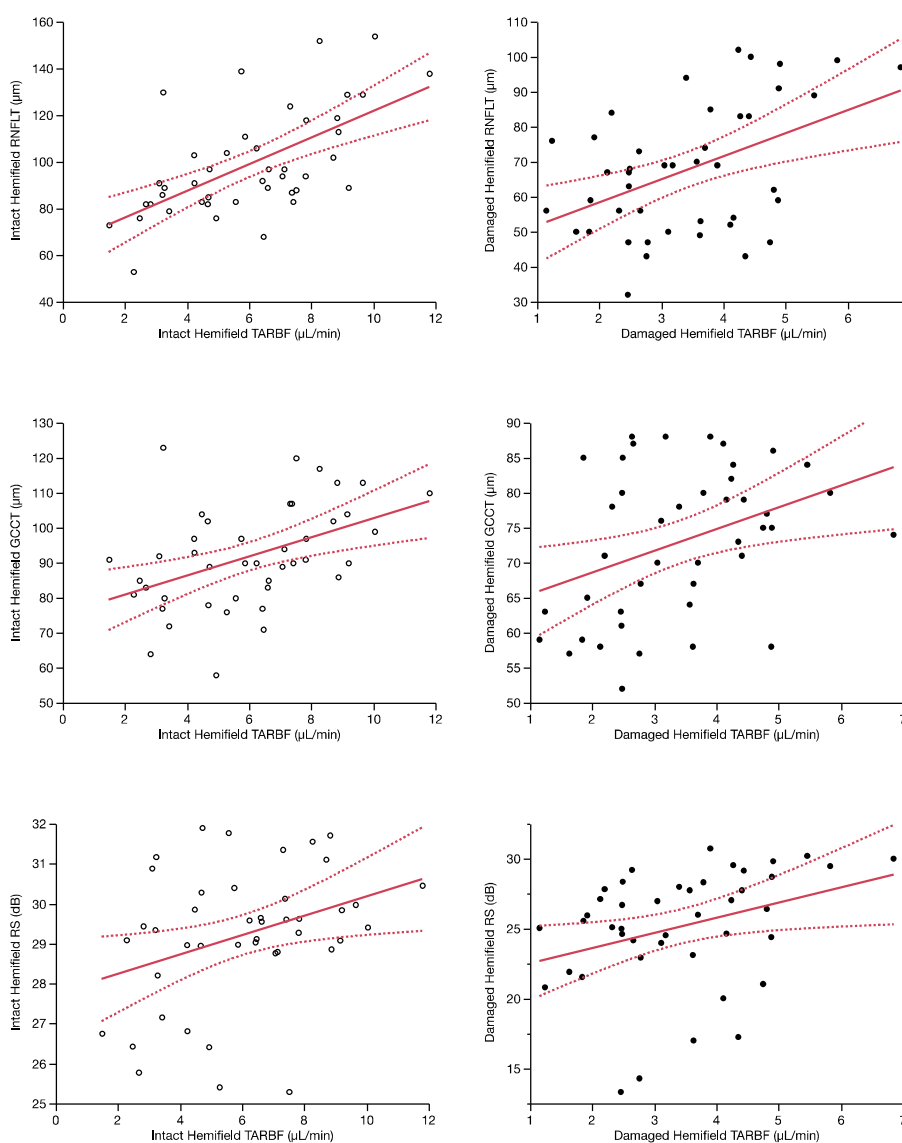 160
140
120
100
80
60
40
Intact Hemifield RNFLT (µm)
0 2 4 6 8 10 12
Intact Hemifield TARBF (µL/min)
110
100
90
80
70
60
50
40
30
Damaged Hemifield RNFLT (µm)
1 2 3 4 5 6 7
Damaged Hemifield TARBF (µL/min)
130
120
110
100
90
80
70
60
50
Intact Hemifield GCCT (µm)
0 2 4 6 8 10 12
Intact Hemifield TARBF (µL/min)
90
85
80
75
70
65
60
55
50
Damaged Hemifield GCCT (µm)
1 2 3 4 5 6 7
Damaged Hemifield TARBF (µL/min)
32
31
30
29
28
27
26
25
Intact Hemifield RS (dB)
0 2 4 6 8 10 12
Intact Hemifield TARBF (µL/min)
30
25
20
15
Damaged Hemifield RS (dB)
1 2 3 4 5 6 7
Damaged Hemifield TARBF (µL/min)